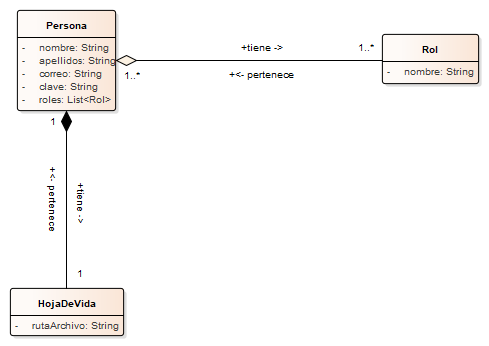 Persona
- nombre: String
- apellidos: String
- correo: String
- clave: String
- roles: List<Rol>
+tiene ->
1..*
1..*
+<- pertenece
Rol
- nombre: String
1
+<- pertenece
+tiene ->
1
HojaDeVida
- rutaArchivo: String